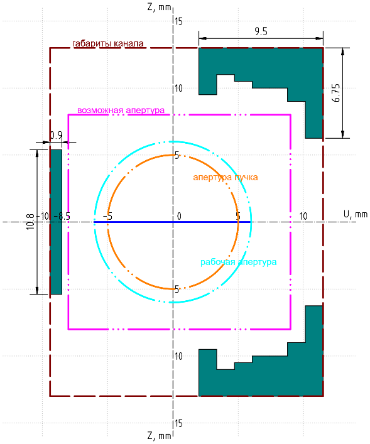 Z, mm
15
9.5
габариты канала
10
возможная апертура
6.75
0.9
5
апертура пучка
10.8
-10
-6.5
0
5
10
U, mm
рабочая апертура
5
10
15
Z, mm